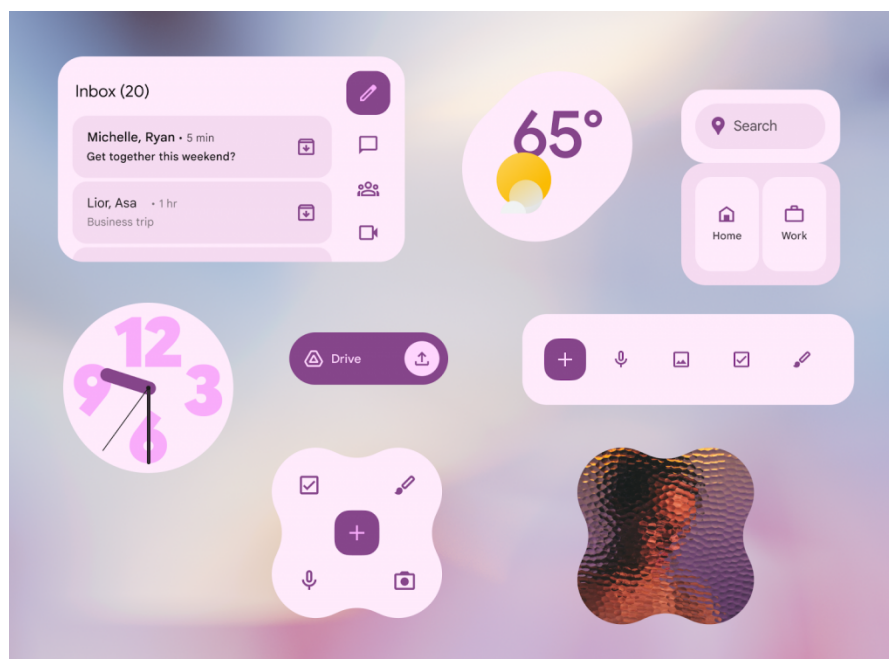 Inbox (20)
Michelle, Ryan • 5 min
Get together this weekend?
Lior, Asa • 1 hr
Business trip
65°
Search
Home
Work
12
9
3
6
Drive